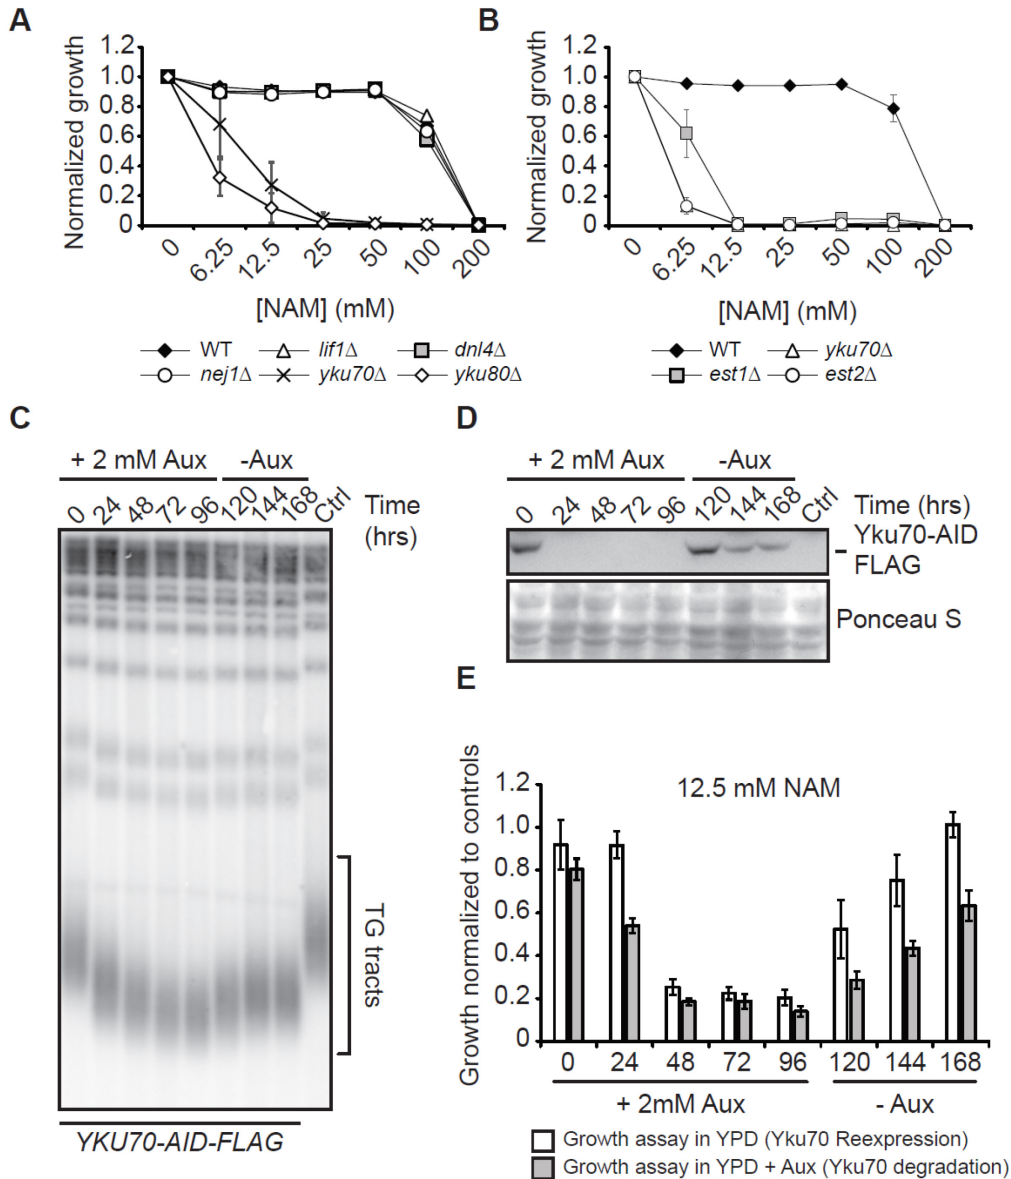 A
Normalized growth
1.2
1.0
0.8
0.6
0.4
0.2
0
0 6.25 12.5 25 50 100 200
[NAM] (mM)
WT lif1Δ dnl4Δ
nej1Δ yku70Δ yku80Δ
B
Normalized growth
1.2
1.0
0.8
0.6
0.4
0.2
0
0 6.25 12.5 25 50 100 200
[NAM] (mM)
WT yku70Δ
est1Δ est2Δ
C
+ 2 mM Aux -Aux
0 24 48 72 96 120 144 168 Ctrl Time
(hrs)
TG tracts
YKU70-AID-FLAG
D
+ 2 mM Aux -Aux
0 24 48 72 96 120 144 168 Ctrl Time (hrs)
Yku70-AID
FLAG
Ponceau S
E
Growth normalized to controls
1.2
1.0
0.8
0.6
0.4
0.2
0
12.5 mM NAM
0 24 48 72 96 120 144 168
+ 2mM Aux - Aux
Growth assay in YPD (Yku70 Reexpression)
Growth assay in YPD + Aux (Yku70 degradation)